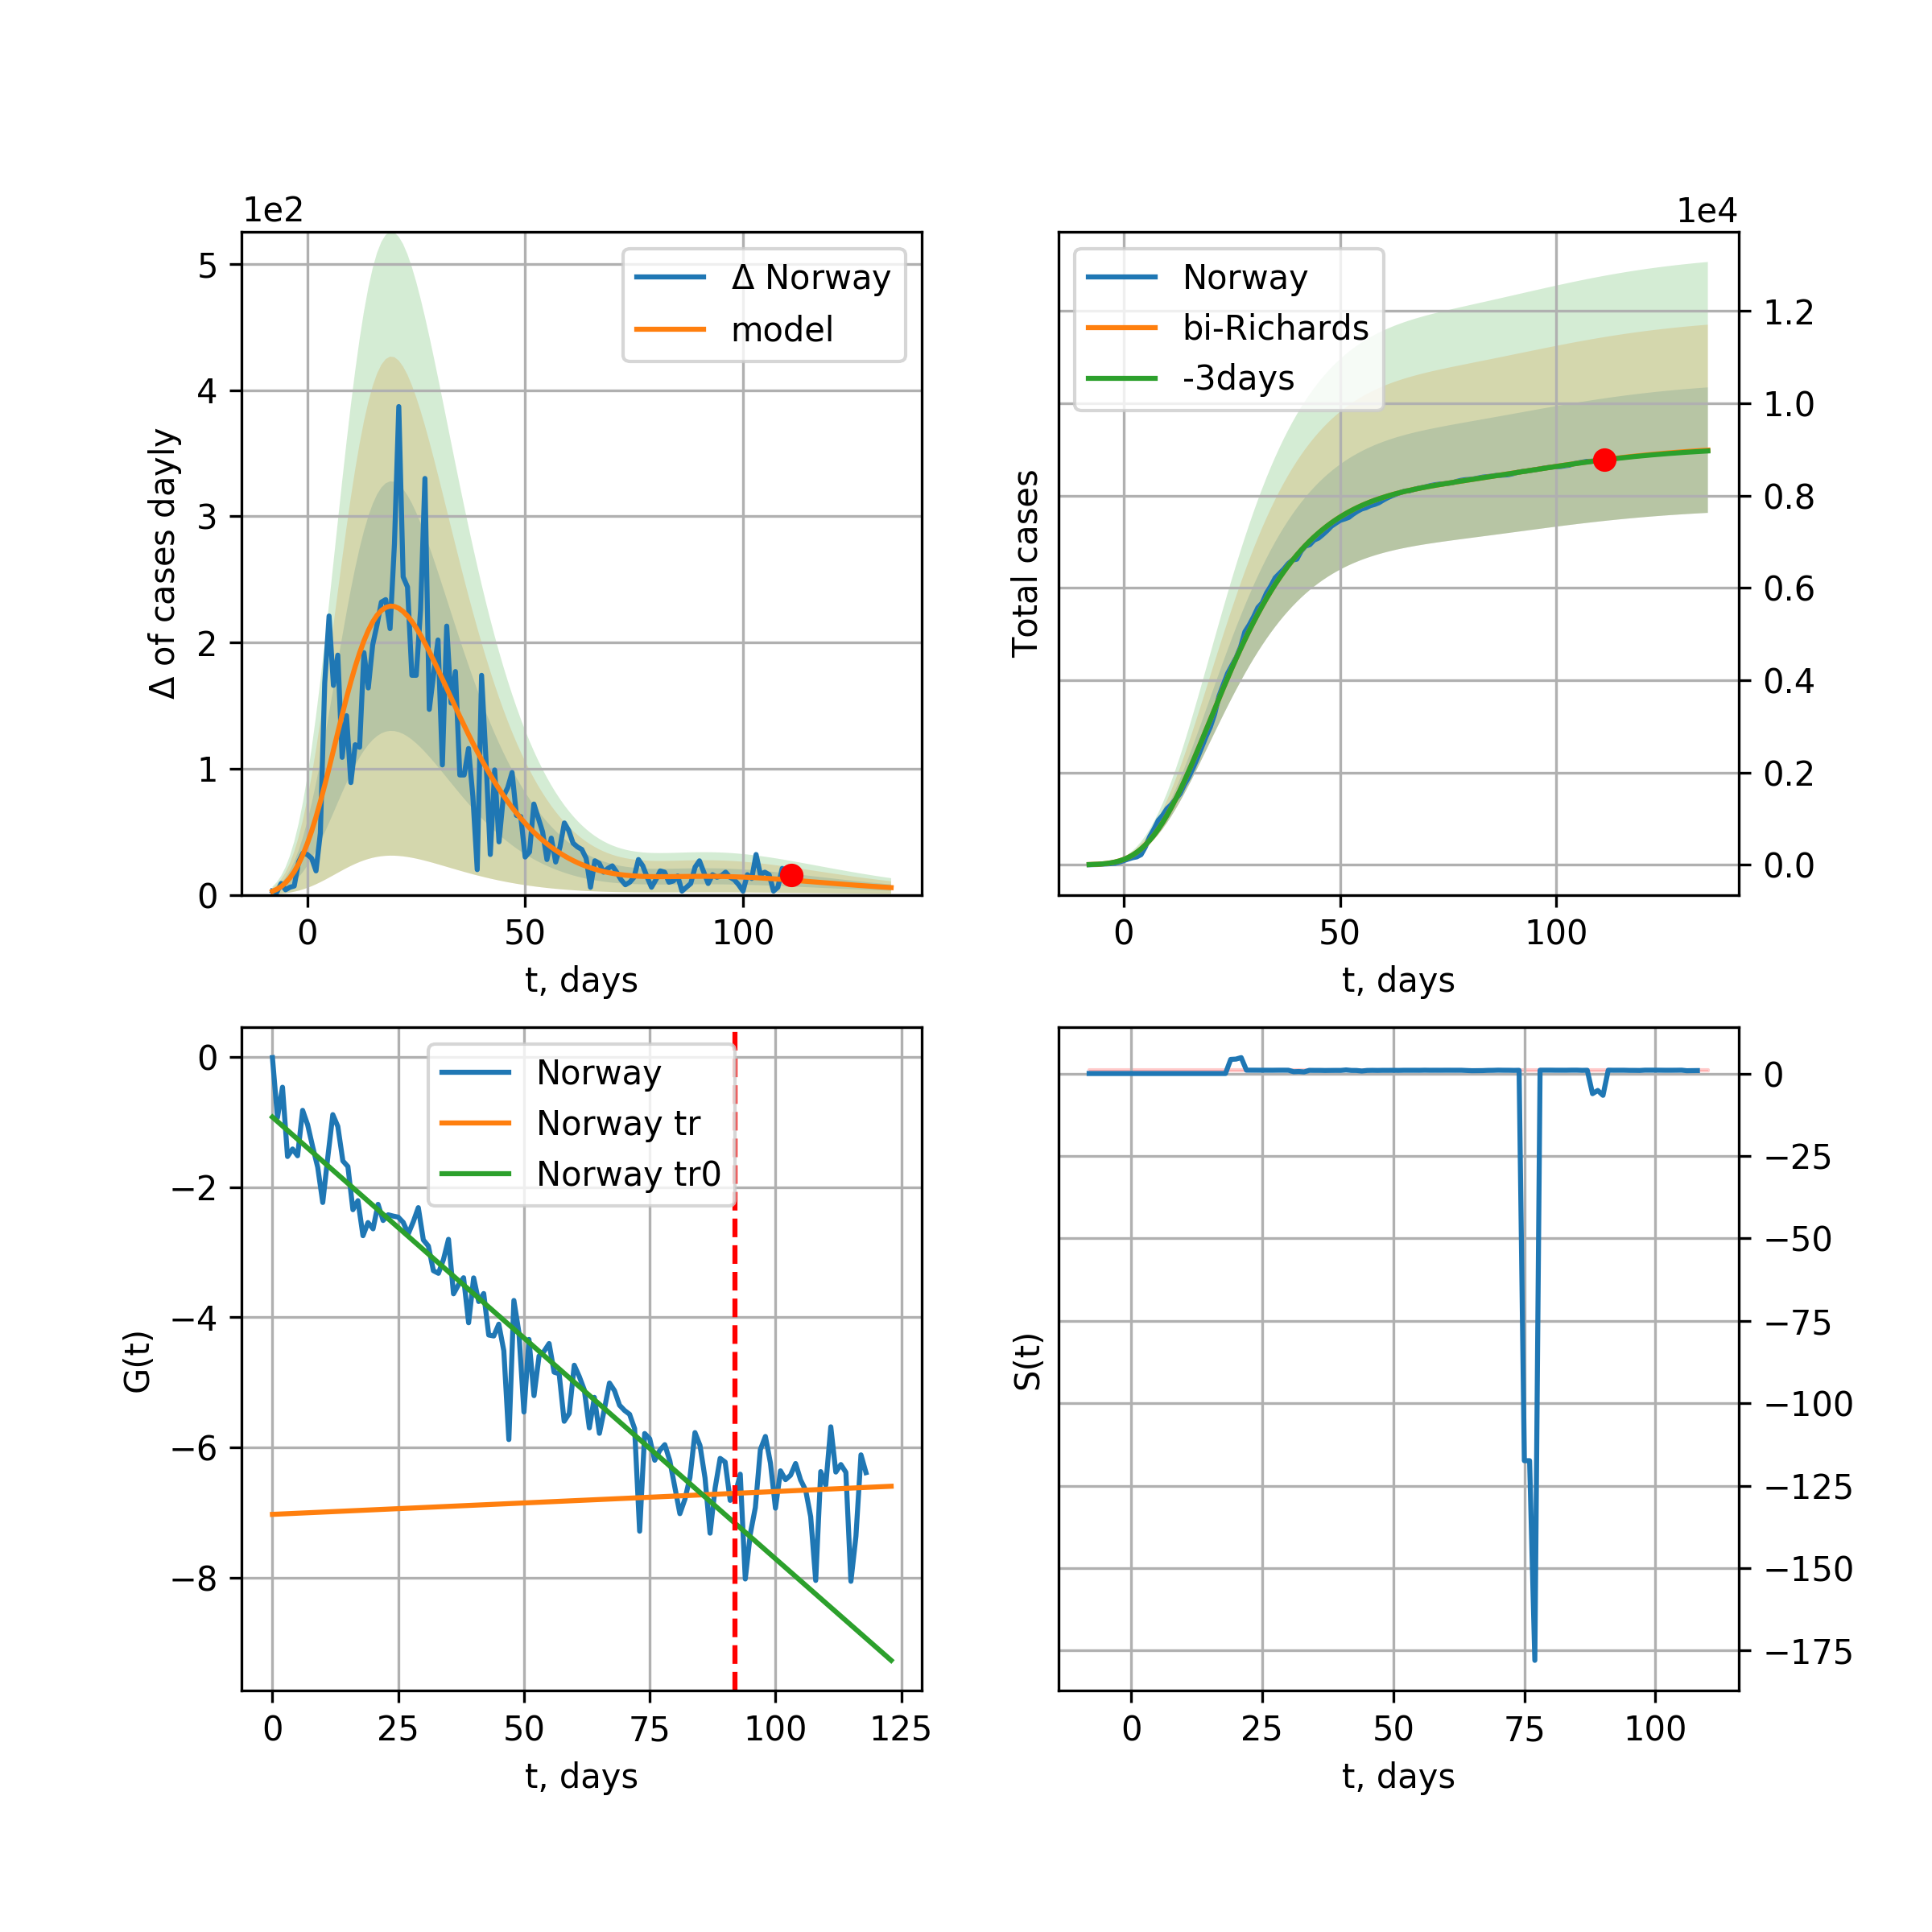 1e2
5
4
3
2
1
0
Δ of cases dayly
Δ Norway
model
0 50 100
t, days
1e4
Norway
bi-Richards
-3days
Total cases
1.2
1.0
0.8
0.6
0.4
0.2
0.0
0 50 100
t, days
0
−2
−4
−6
−8
G(t)
Norway
Norway tr
Norway tr0
0 25 50 75 100 125
t, days
S(t)
0
−25
−50
−75
−100
−125
−150
−175
0 25 50 75 100
t, days